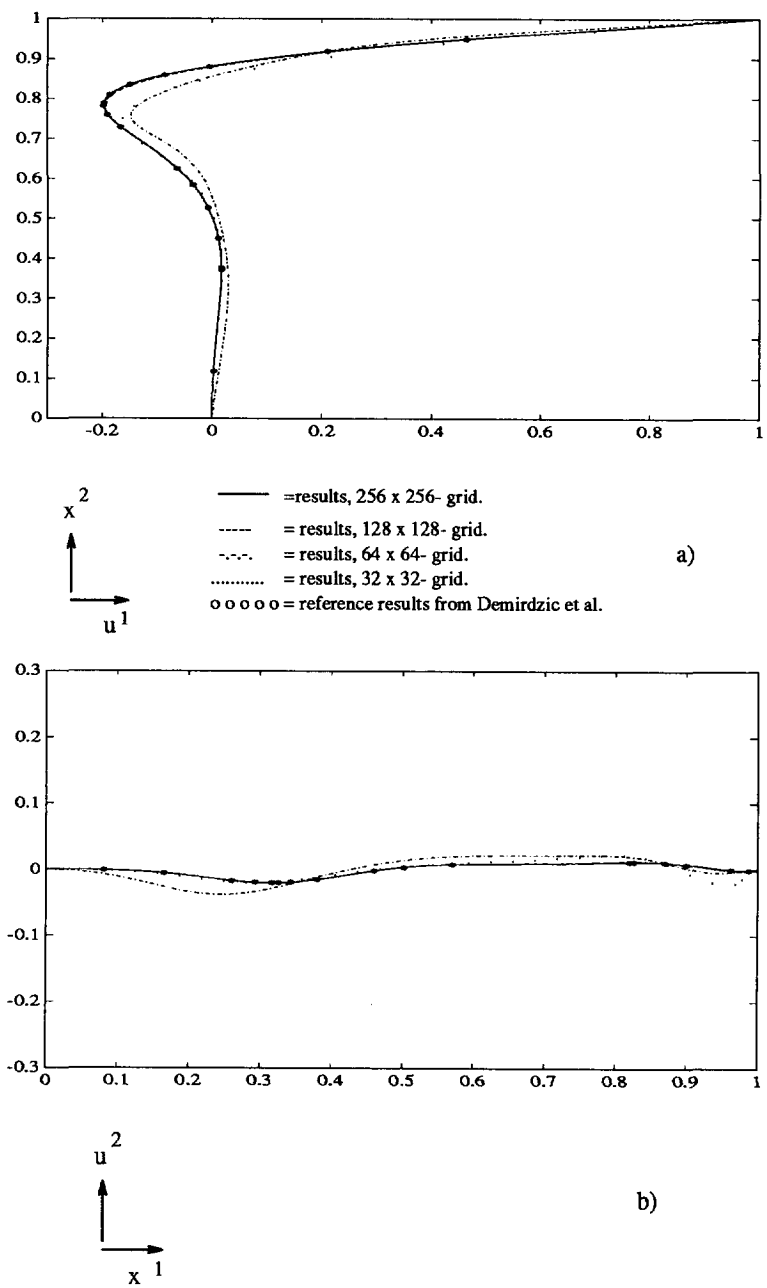 1
0.9
0.8
0.7
0.6
0.5
0.4
0.3
0.2
0.1
0
-0.2 0 0.2 0.4 0.6 0.8 1
x 2
u 1
=results, 256 x 256- grid.
= results, 128 x 128- grid.
= results, 64 x 64- grid.
= results, 32 x 32- grid.
o o o o o = reference results from Demirdzic et al.
a)
0.3
0.2
0.1
0
-0.1
-0.2
-0.3
0 0.1 0.2 0.3 0.4 0.5 0.6 0.7 0.8 0.9 1
u 2
x 1
b)